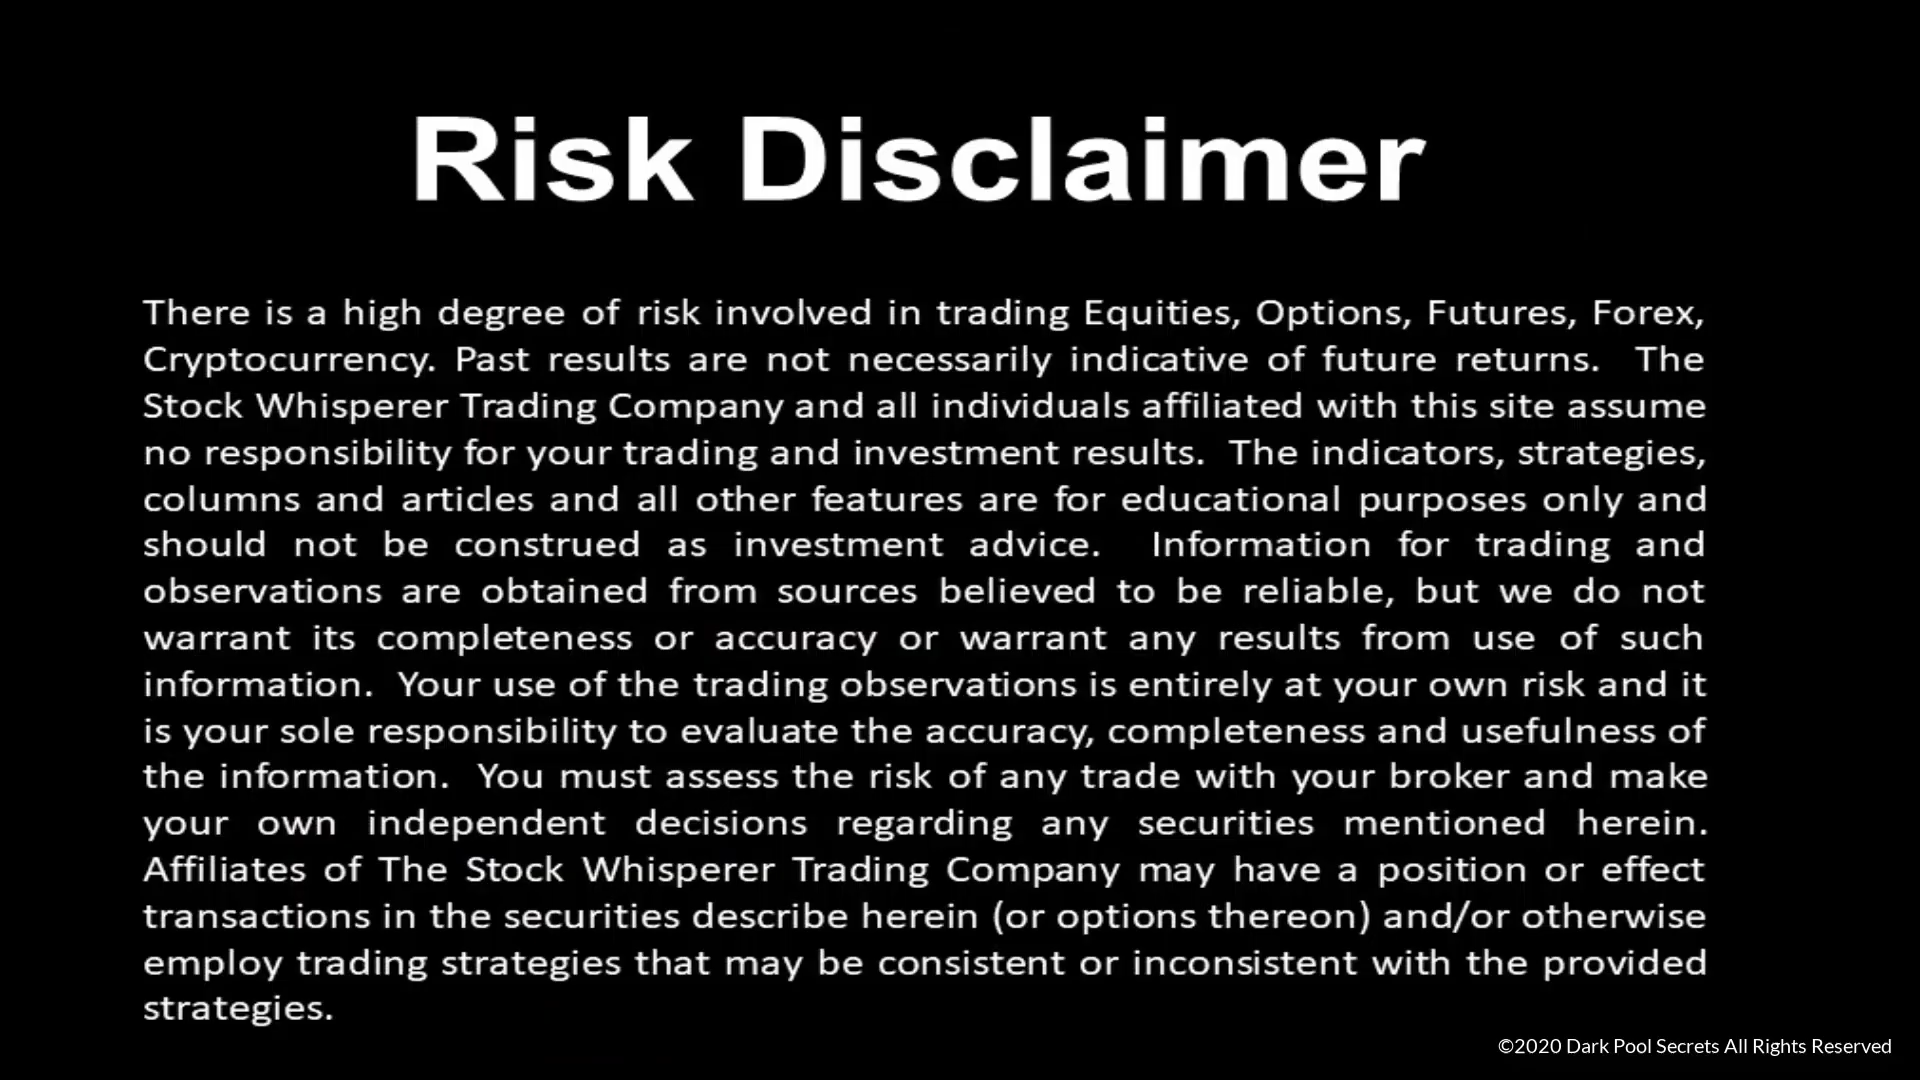 Risk Disclaimer
There is a high degree of risk involved in trading Equities, Options, Futures, Forex,
Cryptocurrency. Past results are not necessarily indicative of future returns. The
Stock Whisperer Trading Company and all individuals affiliated with this site assume
no responsibility for your trading and investment results. The indicators, strategies,
columns and articles and all other features are for educational purposes only and
should not be construed as investment advice. Information for trading and
observations are obtained from sources believed to be reliable, but we do not
warrant its completeness or accuracy or warrant any results from use of such
information. Your use of the trading observations is entirely at your own risk and it
is your sole responsibility to evaluate the accuracy, completeness and usefulness of
the information. You must assess the risk of any trade with your broker and make
your own independent decisions regarding any securities mentioned herein.
Affiliates of The Stock Whisperer Trading Company may have a position or effect
transactions in the securities describe herein (or options thereon) and/or otherwise
employ trading strategies that may be consistent or inconsistent with the provided
strategies.
©2020 Dark Pool Secrets All Rights Reserved